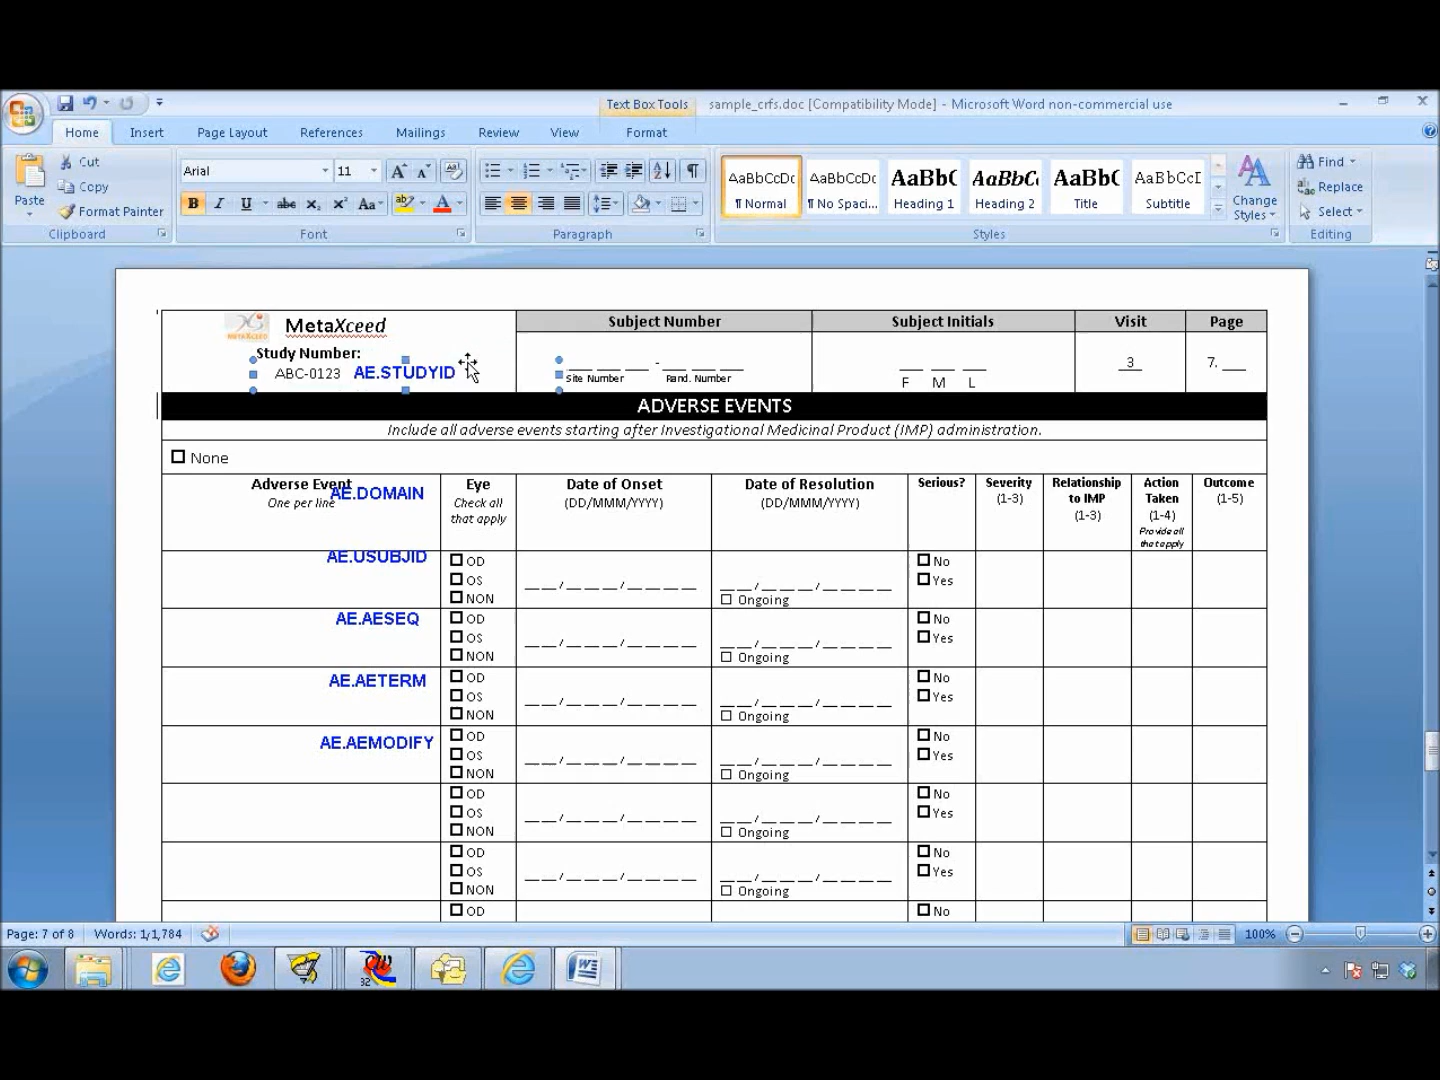 Text Box Tools
sample_crfs.doc [Compatibility Mode] - Microsoft Word non-commercial use
Home Insert Page Layout References Mailings Review View Format
Paste
Cut
Copy
Format Painter
Clipboard
Arial 11
B I U abc X₂ X² Aa
Font
Paragraph
AaBbCcDc AaBbCcDc AaBbC AaBbC AaBb( AaBbCcI
¶ Normal ¶ No Spaci... Heading 1 Heading 2 Title Subtitle
Change
Styles
Styles
Find
Replace
Select
Editing
MetaXceed
METAXCEED
Study Number:
ABC-0123 AE.STUDYID
Subject Number Subject Initials Visit Page
Site Number Rand. Number
F M L
3
7.
ADVERSE EVENTS
Include all adverse events starting after Investigational Medicinal Product (IMP) administration.
None
Adverse Event
One per line
AE.DOMAIN
Eye
Check all
that apply
Date of Onset
(DD/MMM/YYYY)
Date of Resolution
(DD/MMM/YYYY)
Serious?
Severity
(1-3)
Relationship
to IMP
(1-3)
Action
Taken
(1-4)
Provide all
that apply
Outcome
(1-5)
AE.USUBJID
OD No
OS Yes
NON Ongoing
AE.AESEQ
OD No
OS Yes
NON Ongoing
AE.AETERM
OD No
OS Yes
NON Ongoing
AE.AEMODIFY
OD No
OS Yes
NON Ongoing
OD No
OS Yes
NON Ongoing
OD No
OS Yes
NON Ongoing
OD No
Page: 7 of 8 Words: 1/1,784
100%
32